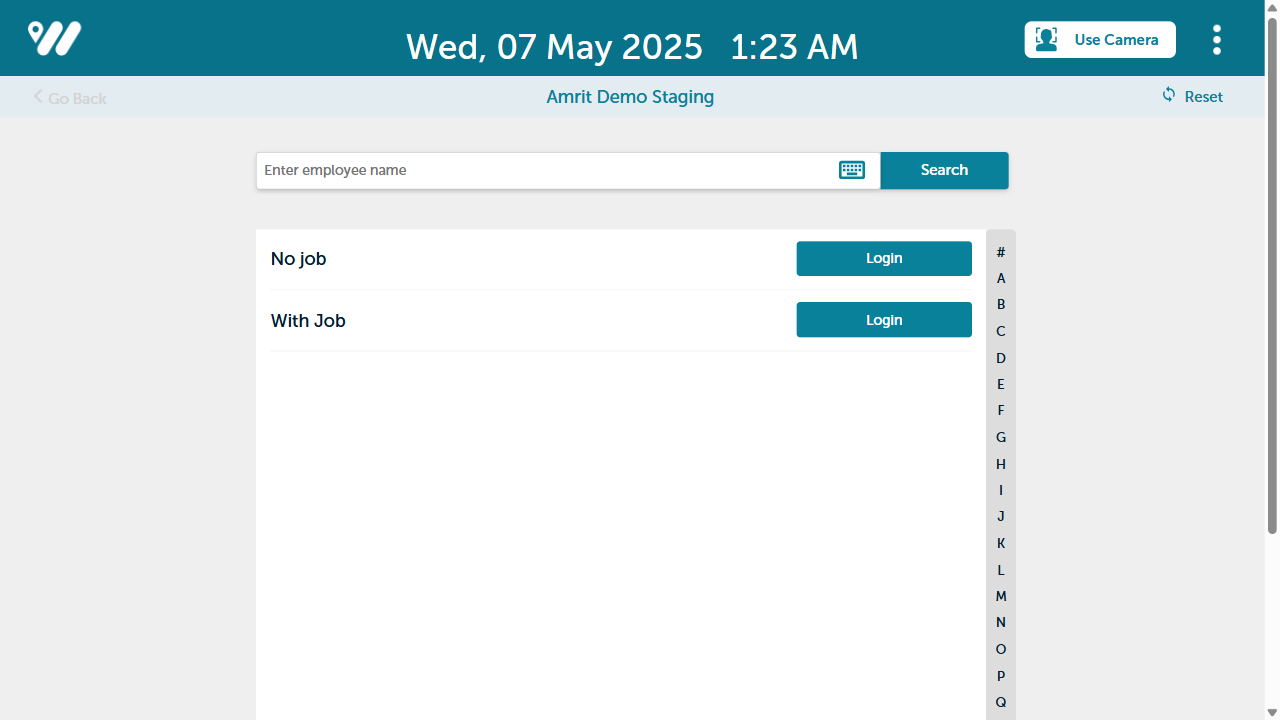 Wed, 07 May 2025 1:23 AM
Use Camera
Go Back
Amrit Demo Staging
Reset
Enter employee name
Search
No job
Login
With Job
Login
#
A
B
C
D
E
F
G
H
I
J
K
L
M
N
O
P
Q